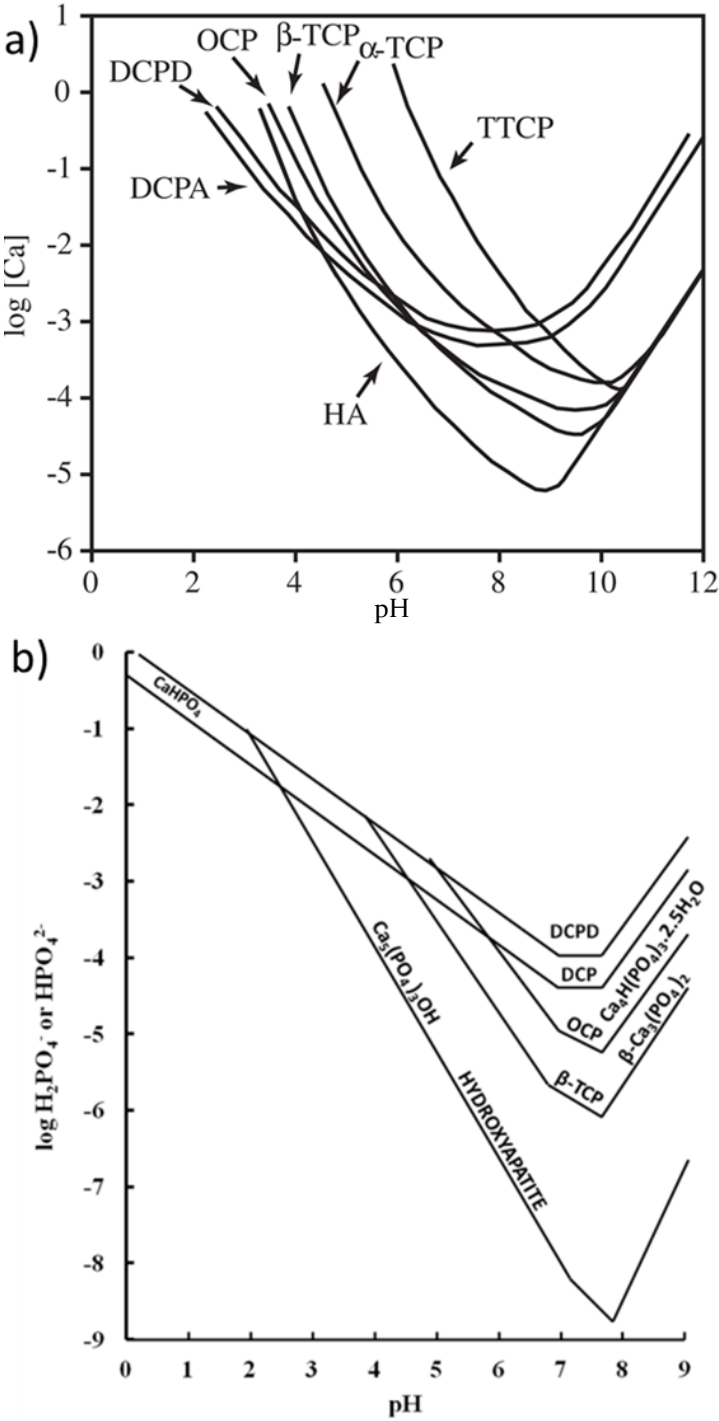 a)
1
0
-1
-2
-3
-4
-5
-6
log [Ca]
DCPD
OCP
β-TCP
α-TCP
TTCP
DCPA
HA
0 2 4 6 8 10 12
pH
b)
0
-1
-2
-3
-4
-5
-6
-7
-8
-9
log H₂PO₄⁻ or HPO₄²⁻
CaHPO₄
DCPD
DCP
Ca₄H(PO₄)₃.2.5H₂O
OCP
β-Ca₃(PO₄)₂
β-TCP
Ca₅(PO₄)₃OH
HYDROXYAPATITE
0 1 2 3 4 5 6 7 8 9
pH